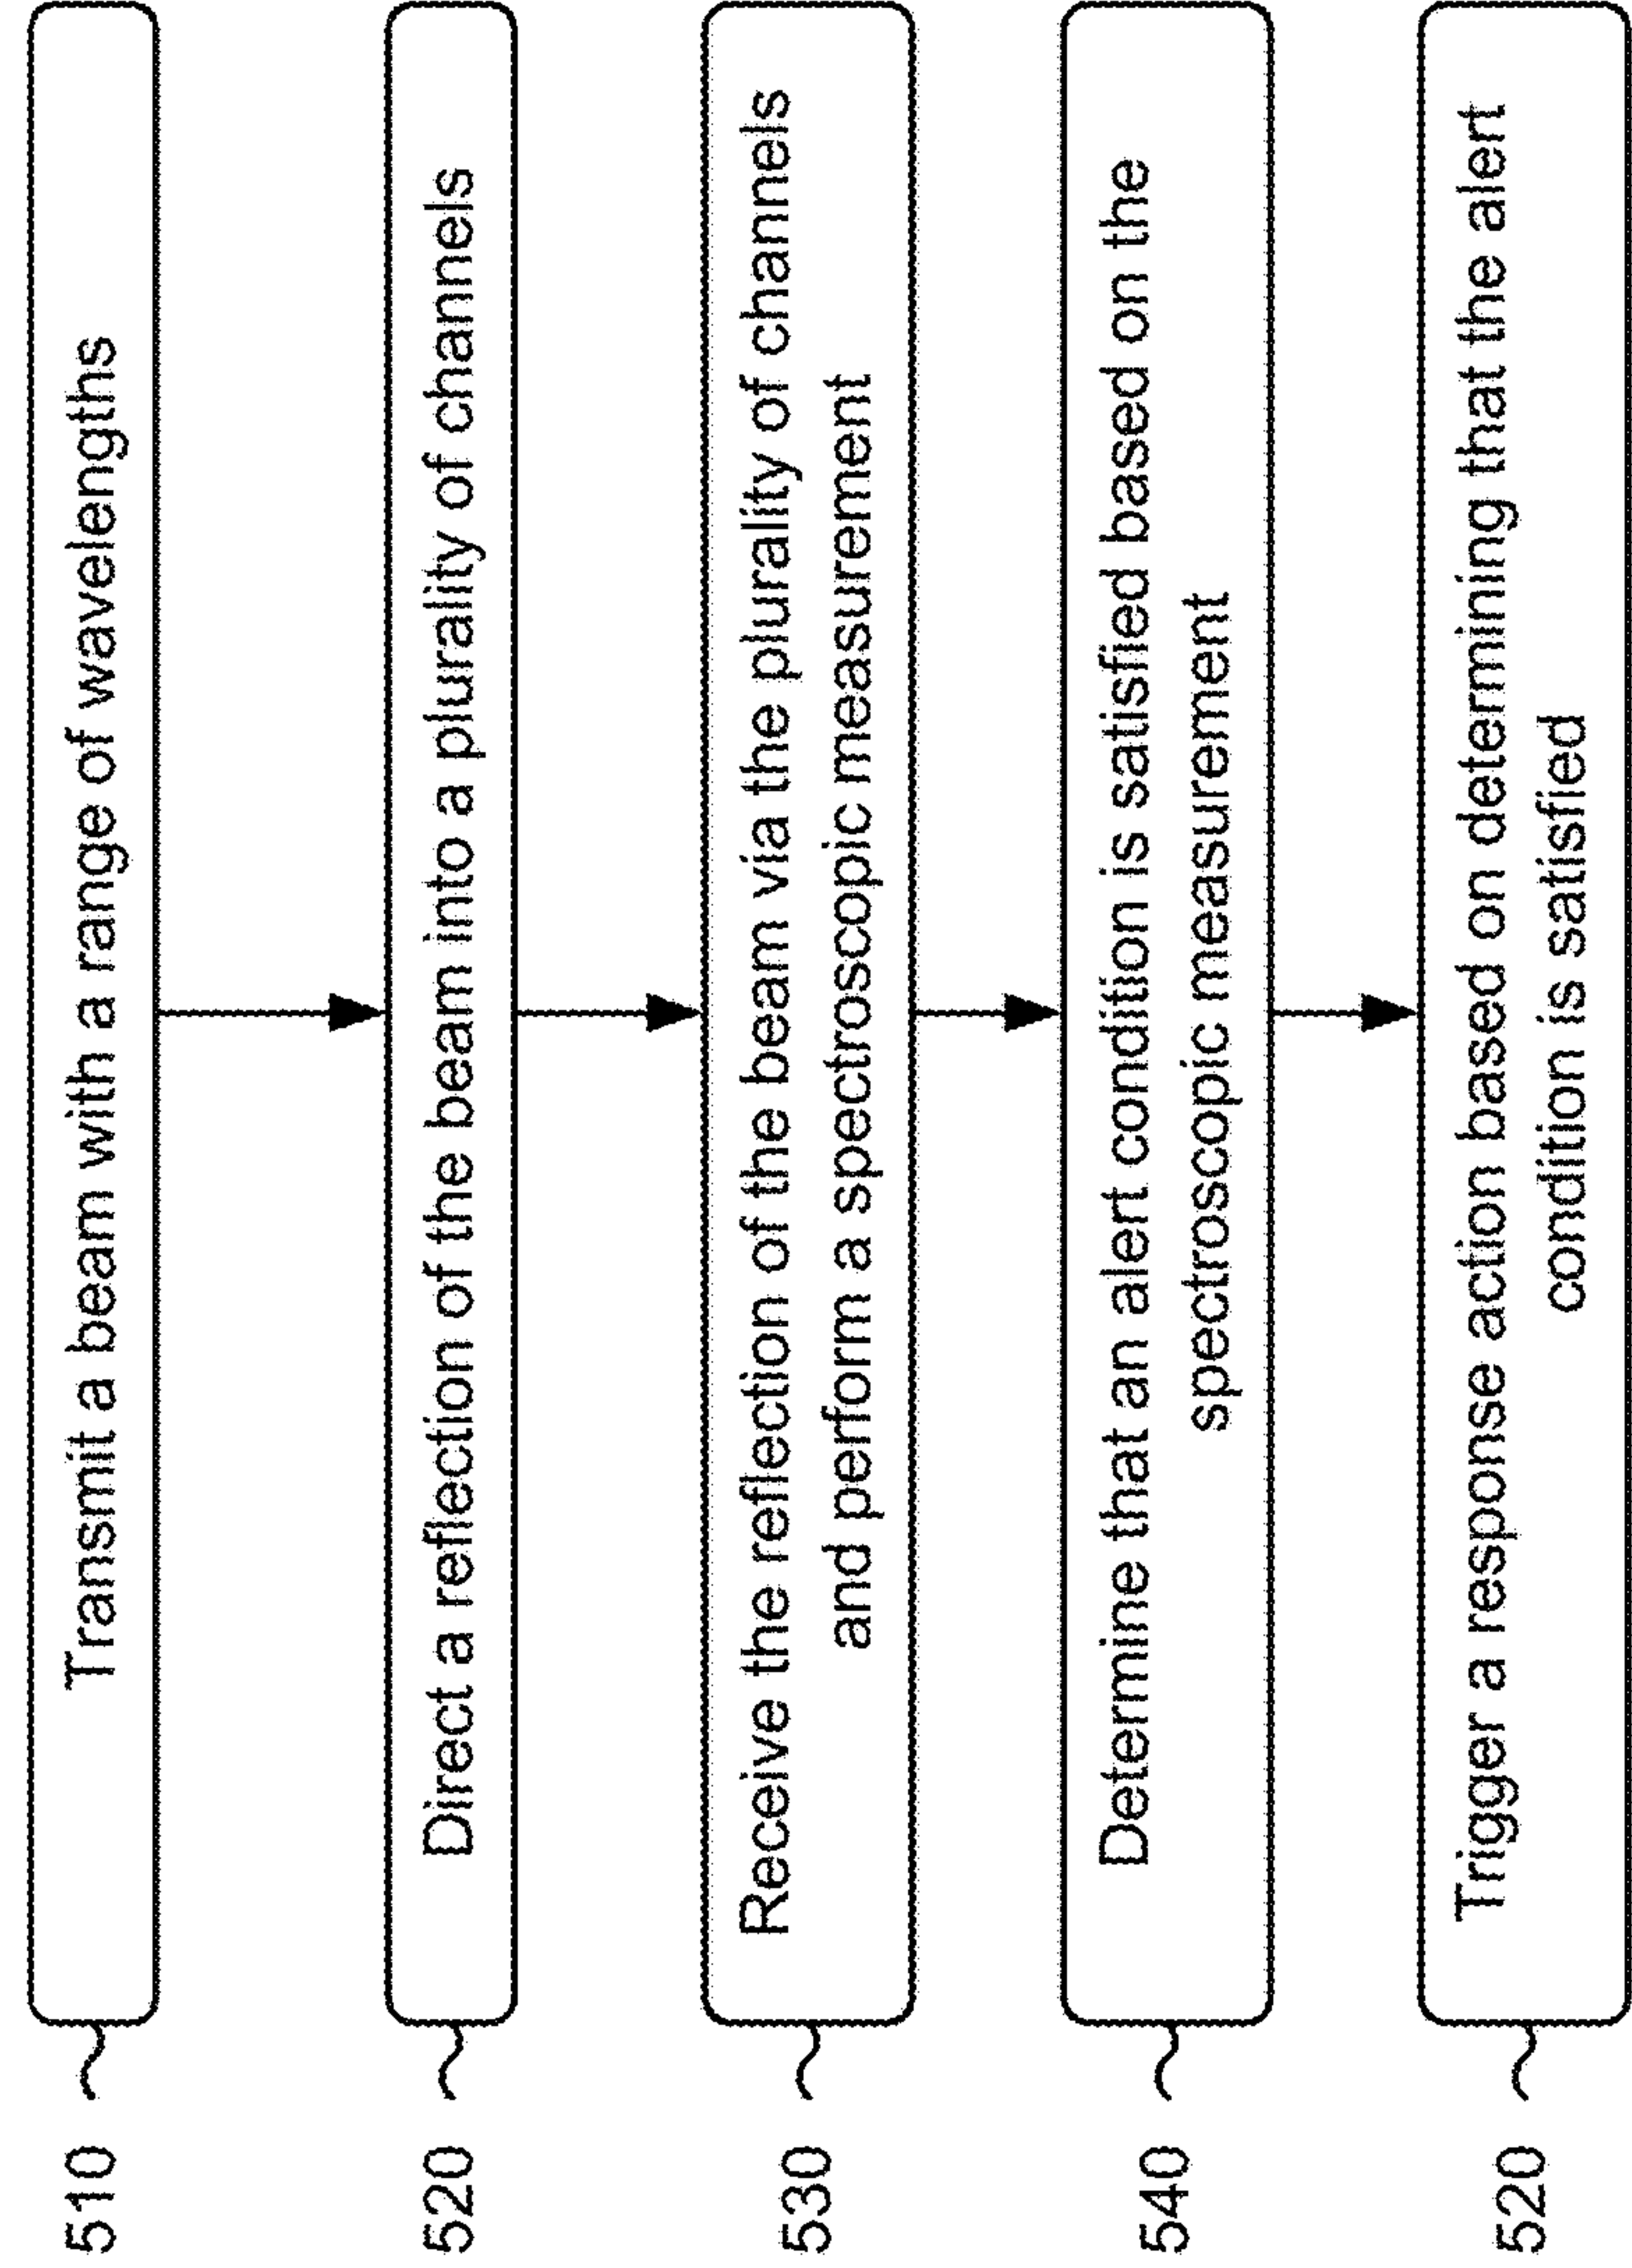 510
Transmit a beam with a range of wavelengths
520
Direct a reflection of the beam into a plurality of channels
530
Receive the reflection of the beam via the plurality of channels
and perform a spectroscopic measurement
540
Determine that an alert condition is satisfied based on the
spectroscopic measurement
520
Trigger a response action based on determining that the alert
condition is satisfied